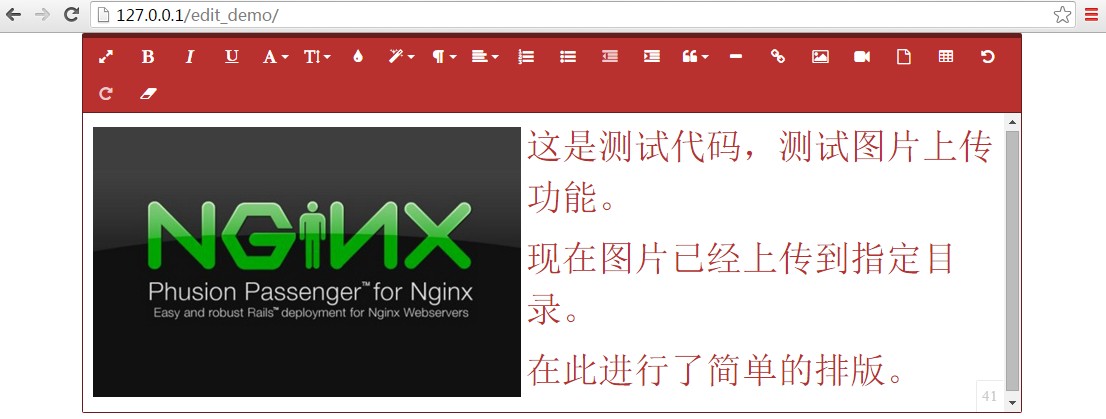 127.0.0.1/edit_demo/
B I U A T
NGINX
Phusion Passenger™ for Nginx
Easy and robust Rails™ deployment for Nginx Webservers
这是测试代码，测试图片上传
功能。
现在图片已经上传到指定目
录。
在此进行了简单的排版。
41